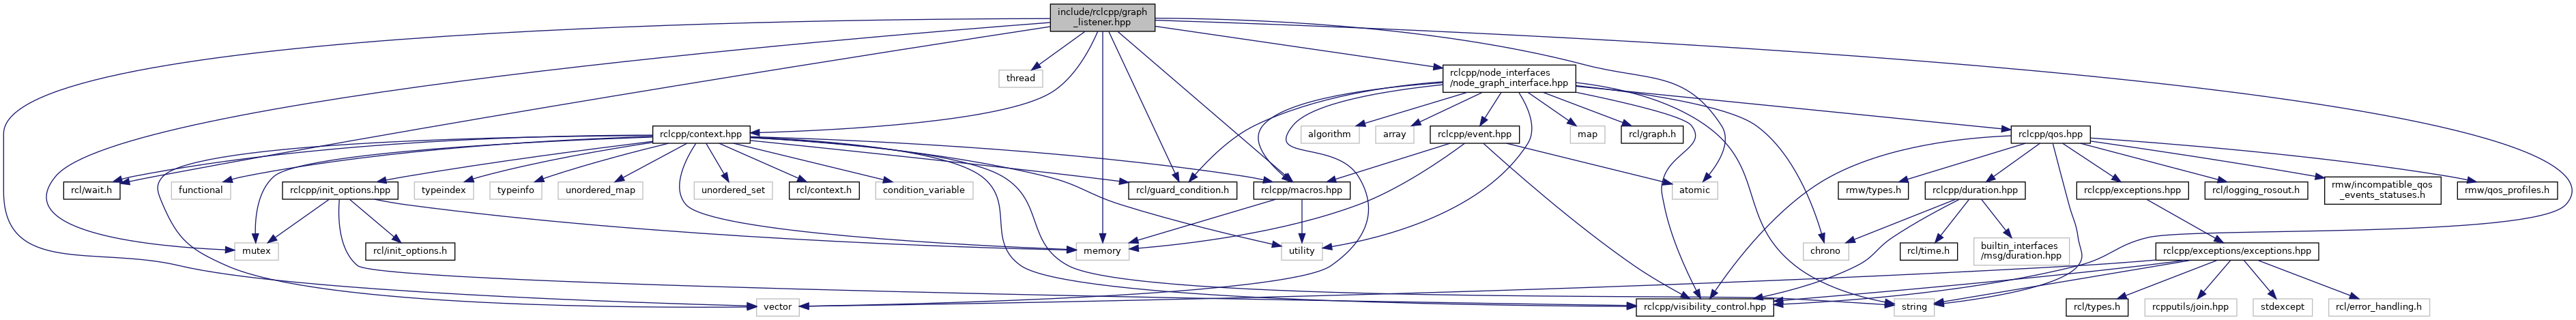 include/rclcpp/graph
_listener.hpp
thread
rclcpp/node_interfaces
/node_graph_interface.hpp
rclcpp/context.hpp
algorithm
array
rclcpp/event.hpp
map
rcl/graph.h
rclcpp/qos.hpp
rcl/wait.h
functional
rclcpp/init_options.hpp
typeindex
typeinfo
unordered_map
unordered_set
rcl/context.h
condition_variable
rcl/guard_condition.h
rclcpp/macros.hpp
atomic
rmw/types.h
rclcpp/duration.hpp
rclcpp/exceptions.hpp
rcl/logging_rosout.h
rmw/incompatible_qos
_events_statuses.h
rmw/qos_profiles.h
mutex
rcl/init_options.h
memory
utility
chrono
rcl/time.h
builtin_interfaces
/msg/duration.hpp
rclcpp/exceptions/exceptions.hpp
vector
rclcpp/visibility_control.hpp
string
rcl/types.h
rcpputils/join.hpp
stdexcept
rcl/error_handling.h